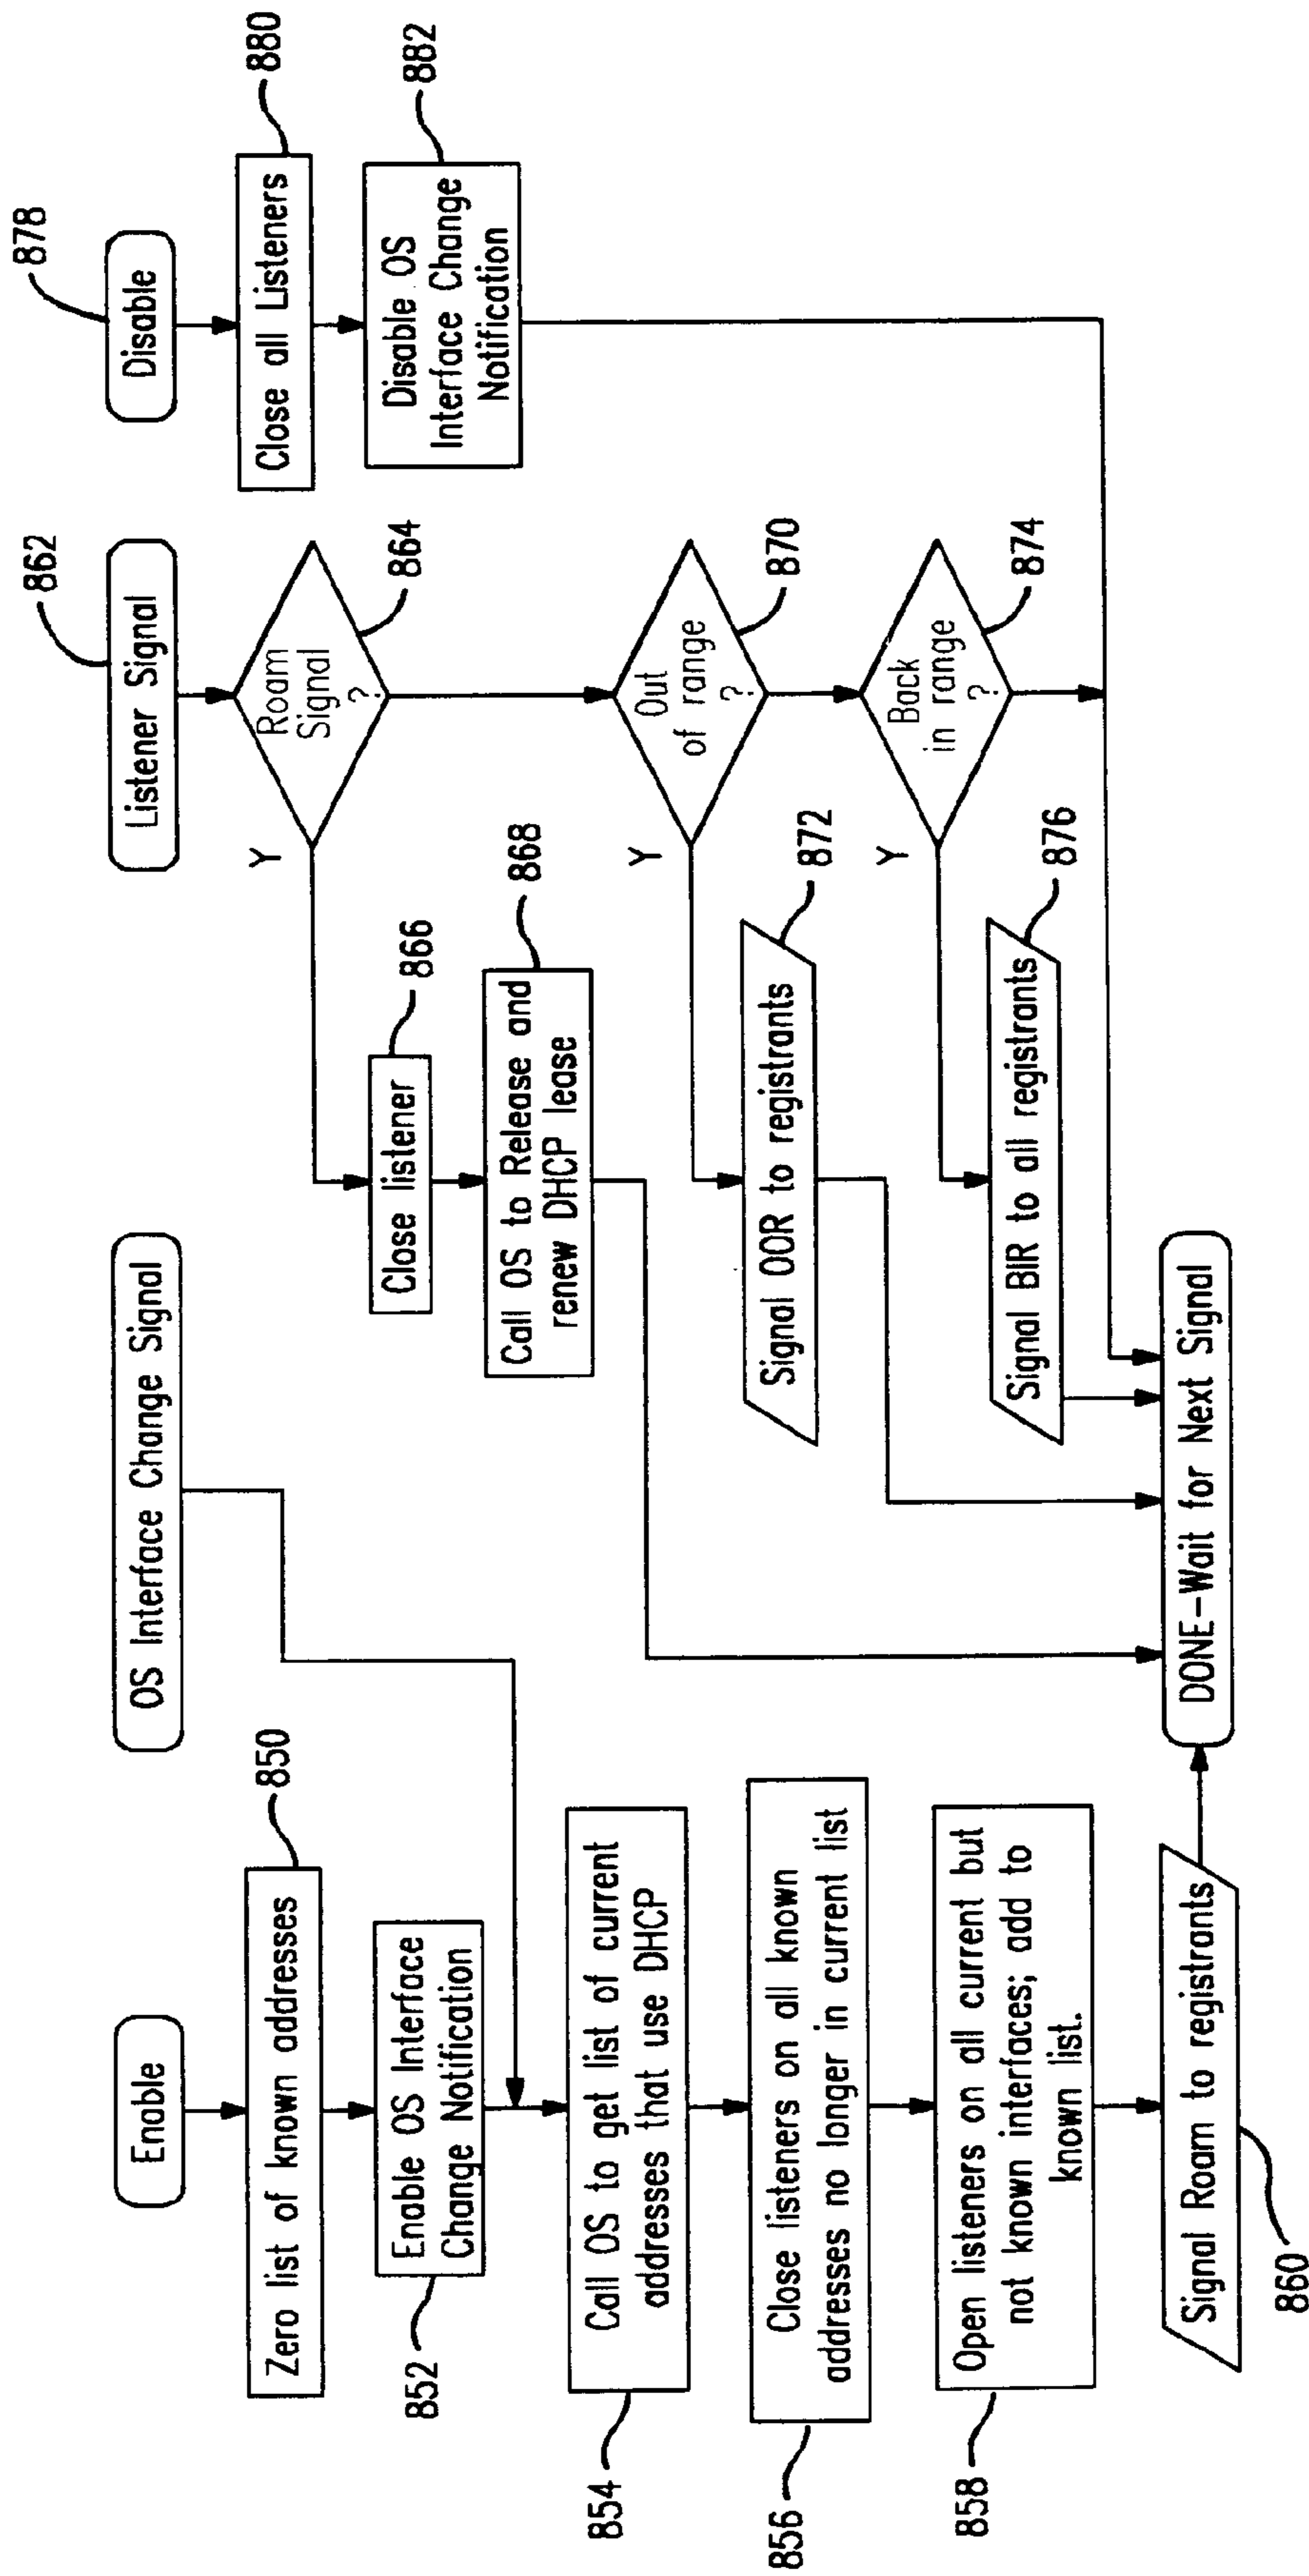 Enable
Zero list of known addresses
850
Enable OS Interface
Change Notification
852
Call OS to get list of current
addresses that use DHCP
854
Close listeners on all known
addresses no longer in current list
856
Open listeners on all current but
not known interfaces; add to
known list.
858
Signal Roam to registrants
860
OS Interface Change Signal
Listener Signal
862
Roam
Signal
?
864
Y
Close listener
866
Call OS to Release and
renew DHCP lease
868
Out
of range
?
870
Y
Signal OOR to registrants
872
Back
in range
?
874
Y
Signal BIR to all registrants
876
Disable
878
Close all Listeners
880
Disable OS
Interface Change
Notification
882
DONE-Wait for Next Signal